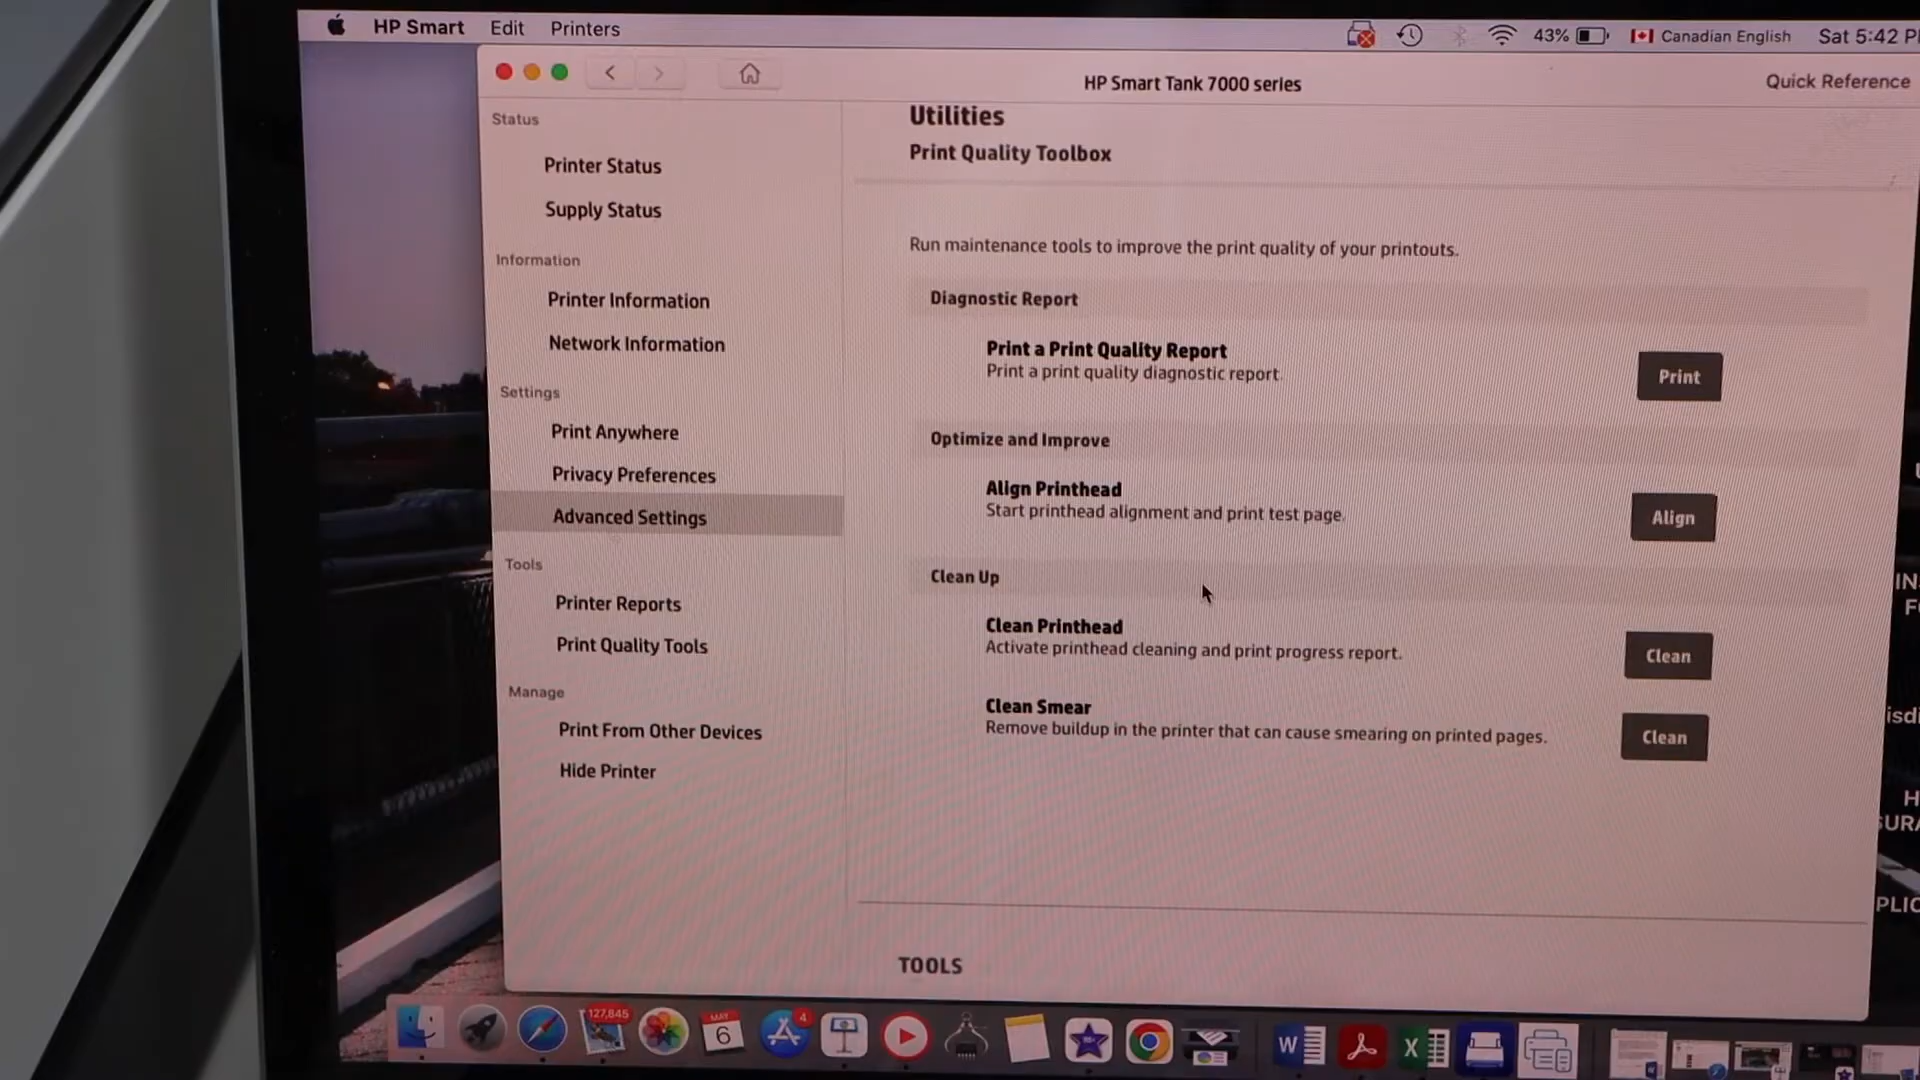 HP Smart Edit Printers 43% Canadian English Sat 5:42
HP Smart Tank 7000 series
Quick Reference
Status
Printer Status
Supply Status
Information
Printer Information
Network Information
Settings
Print Anywhere
Privacy Preferences
Advanced Settings
Tools
Printer Reports
Print Quality Tools
Manage
Print From Other Devices
Hide Printer
Utilities
Print Quality Toolbox
Run maintenance tools to improve the print quality of your printouts.
Diagnostic Report
Print a Print Quality Report
Print a print quality diagnostic report.
Print
Optimize and Improve
Align Printhead
Start printhead alignment and print test page.
Align
Clean Up
Clean Printhead
Activate printhead cleaning and print progress report.
Clean
Clean Smear
Remove buildup in the printer that can cause smearing on printed pages.
Clean
TOOLS
127,845
MAY
6
4
W
X